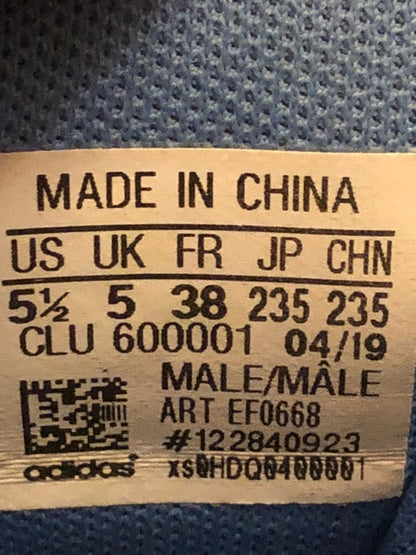 MADE IN CHINA
US UK FR JP CHN
5½ 5 38 235 235
CLU 600001 04/19
MALE/MÂLE
ART EF0668
#122840923
adidas xs0HDQ0400001